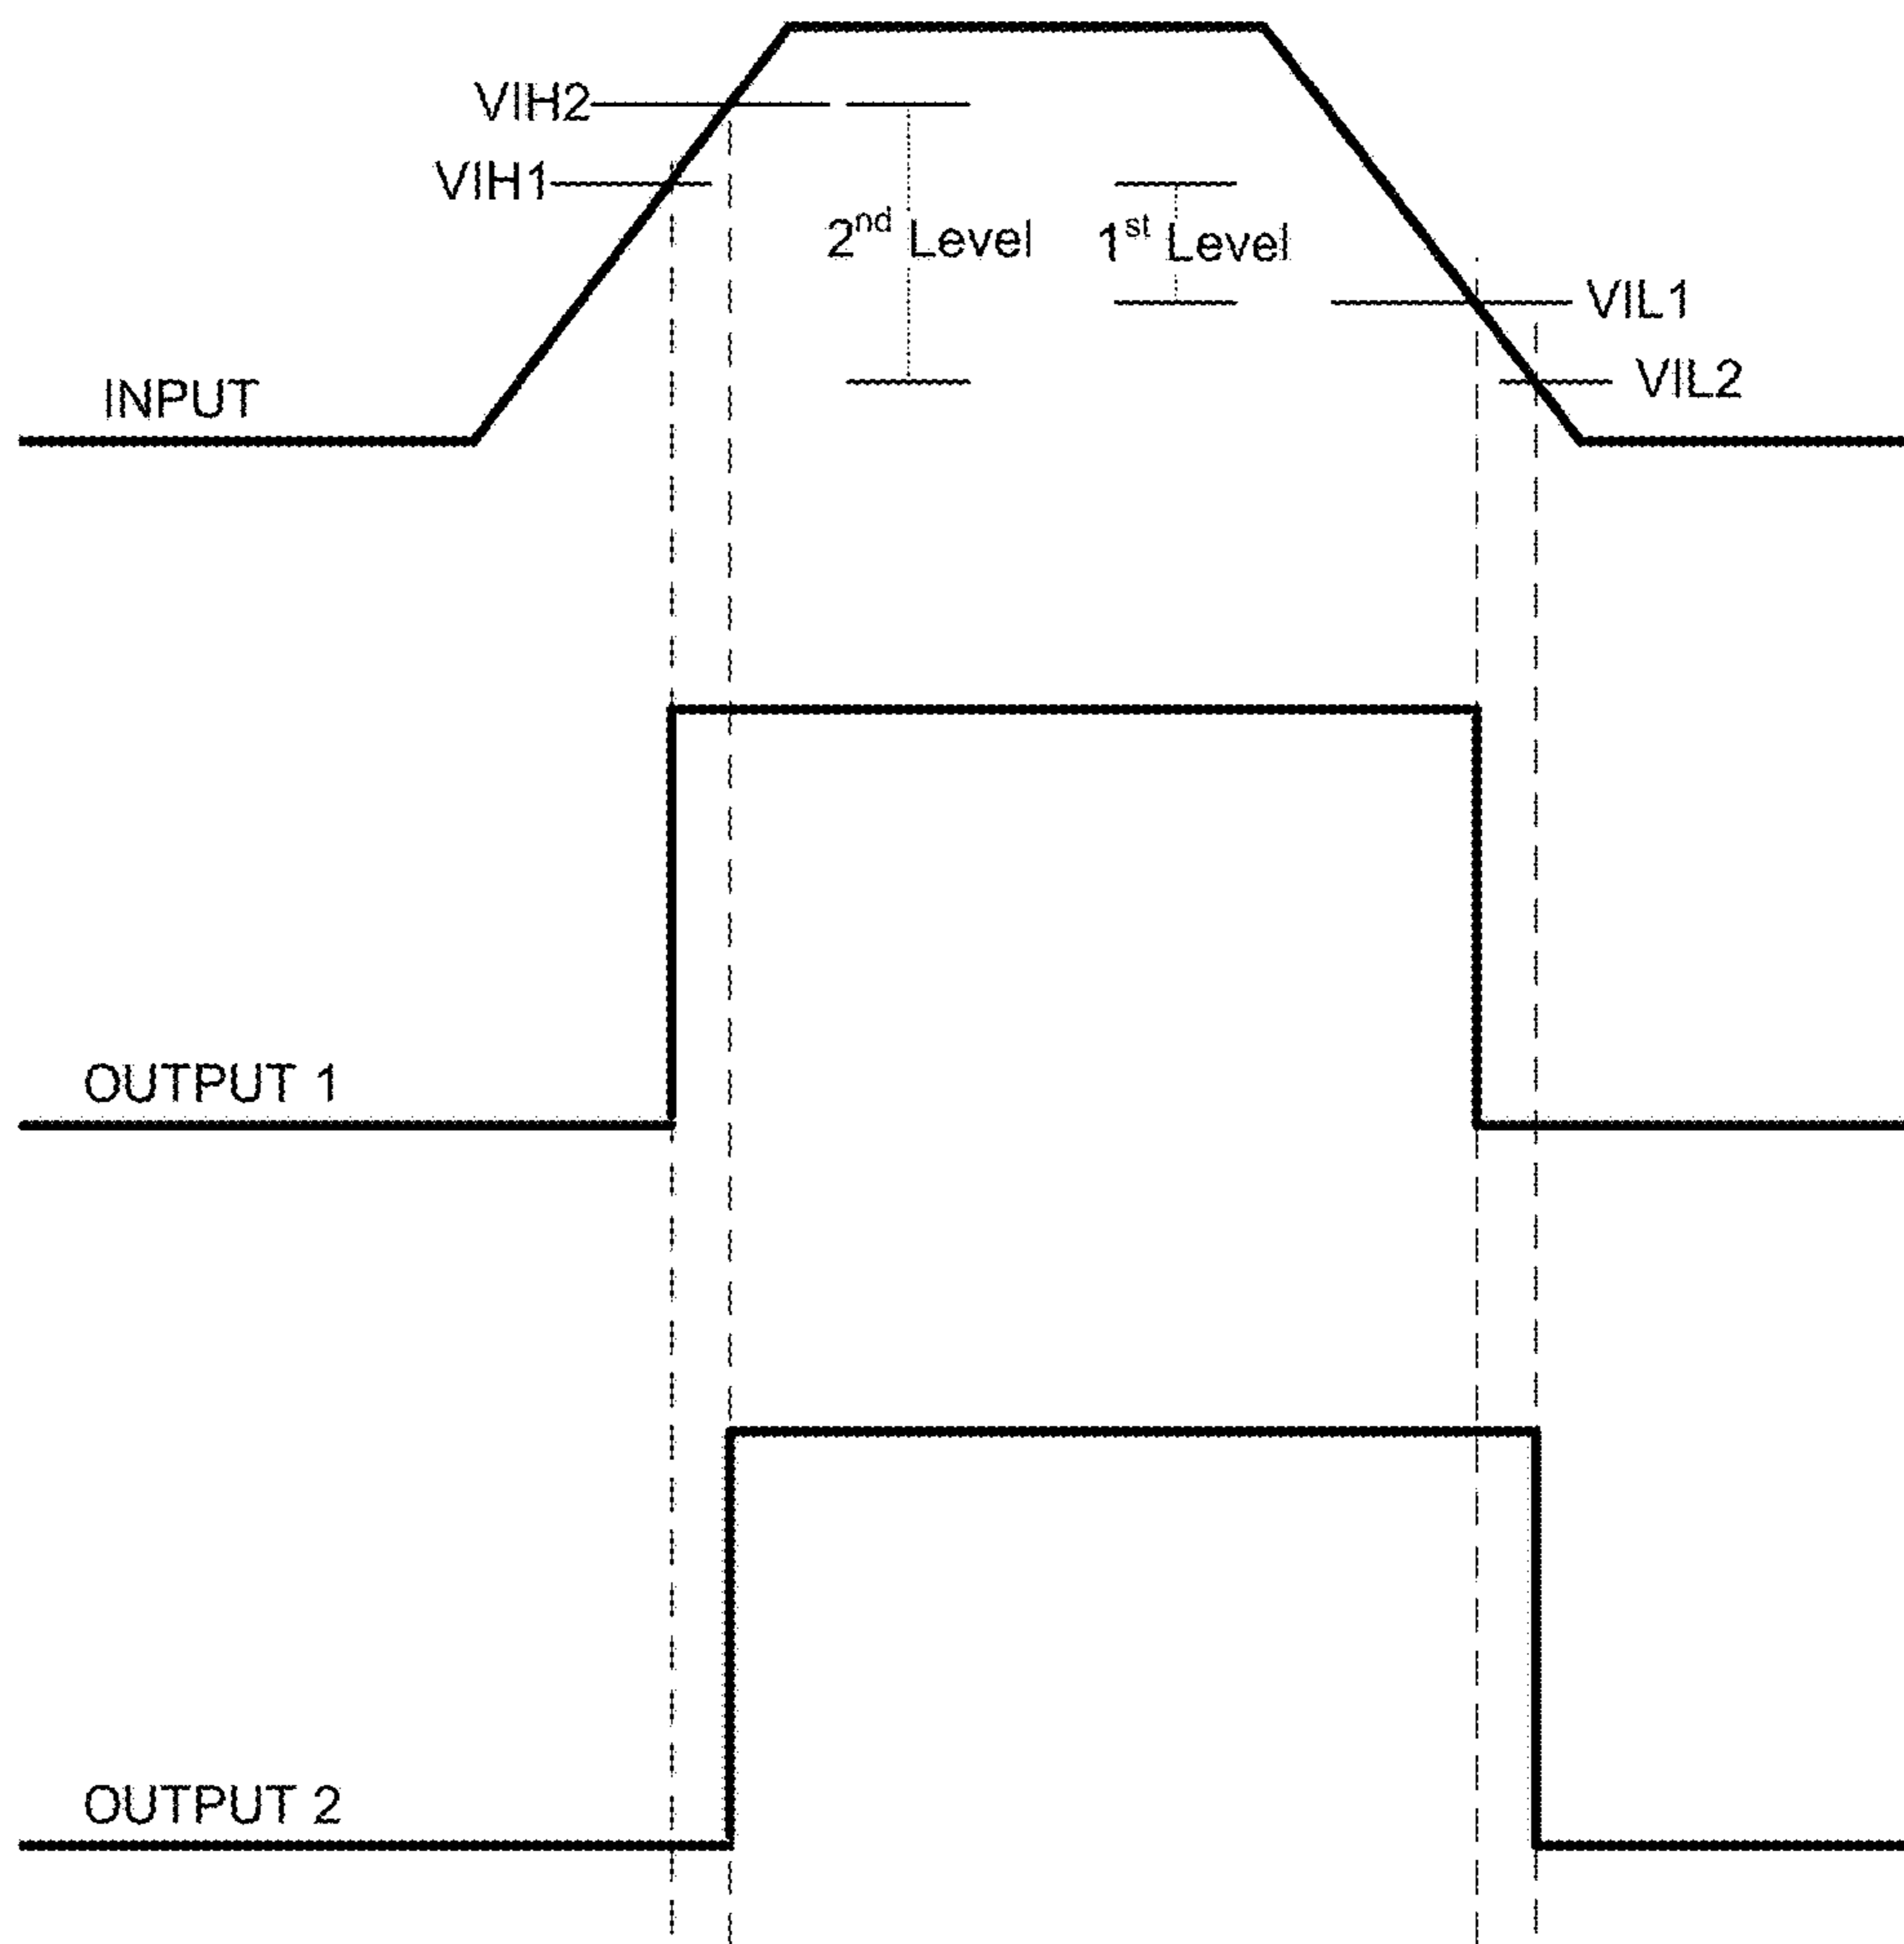 VIH2
VIH1
2nd Level
1st Level
VIL1
VIL2
INPUT
OUTPUT 1
OUTPUT 2